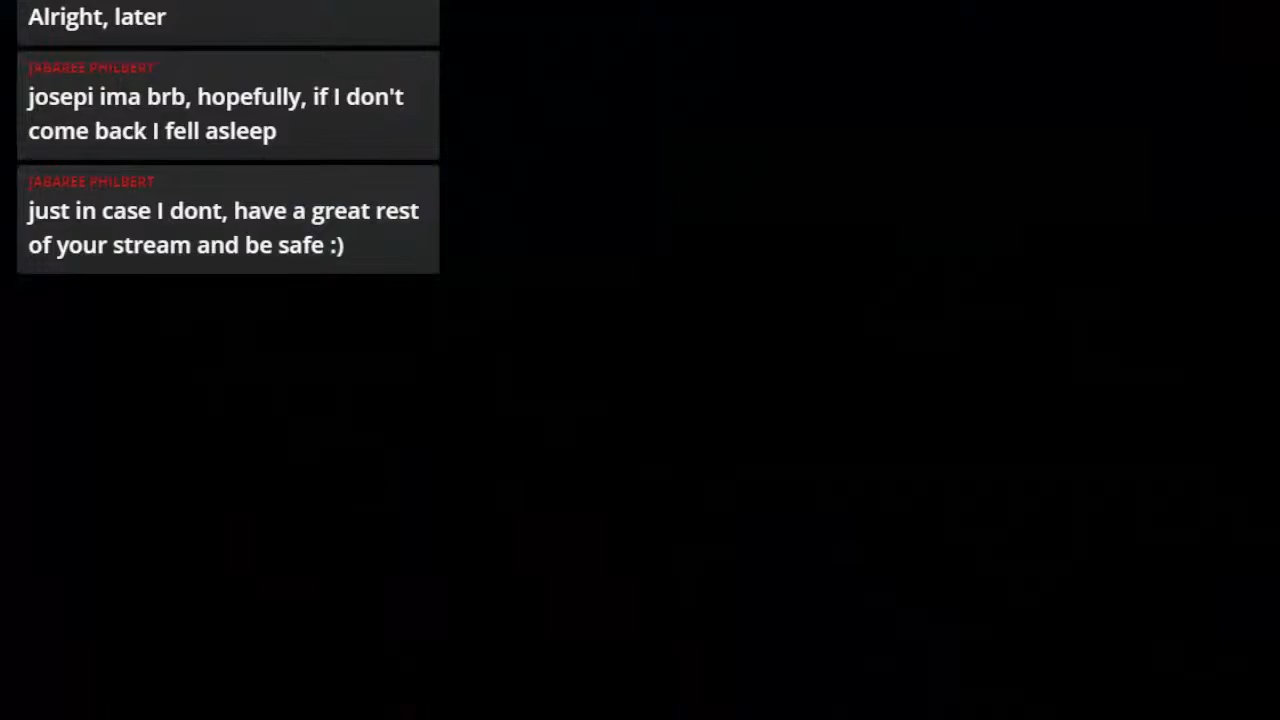 Alright, later
JABAREE PHILBERT
josepi ima brb, hopefully, if I don't
come back I fell asleep
JABAREE PHILBERT
just in case I dont, have a great rest
of your stream and be safe :)